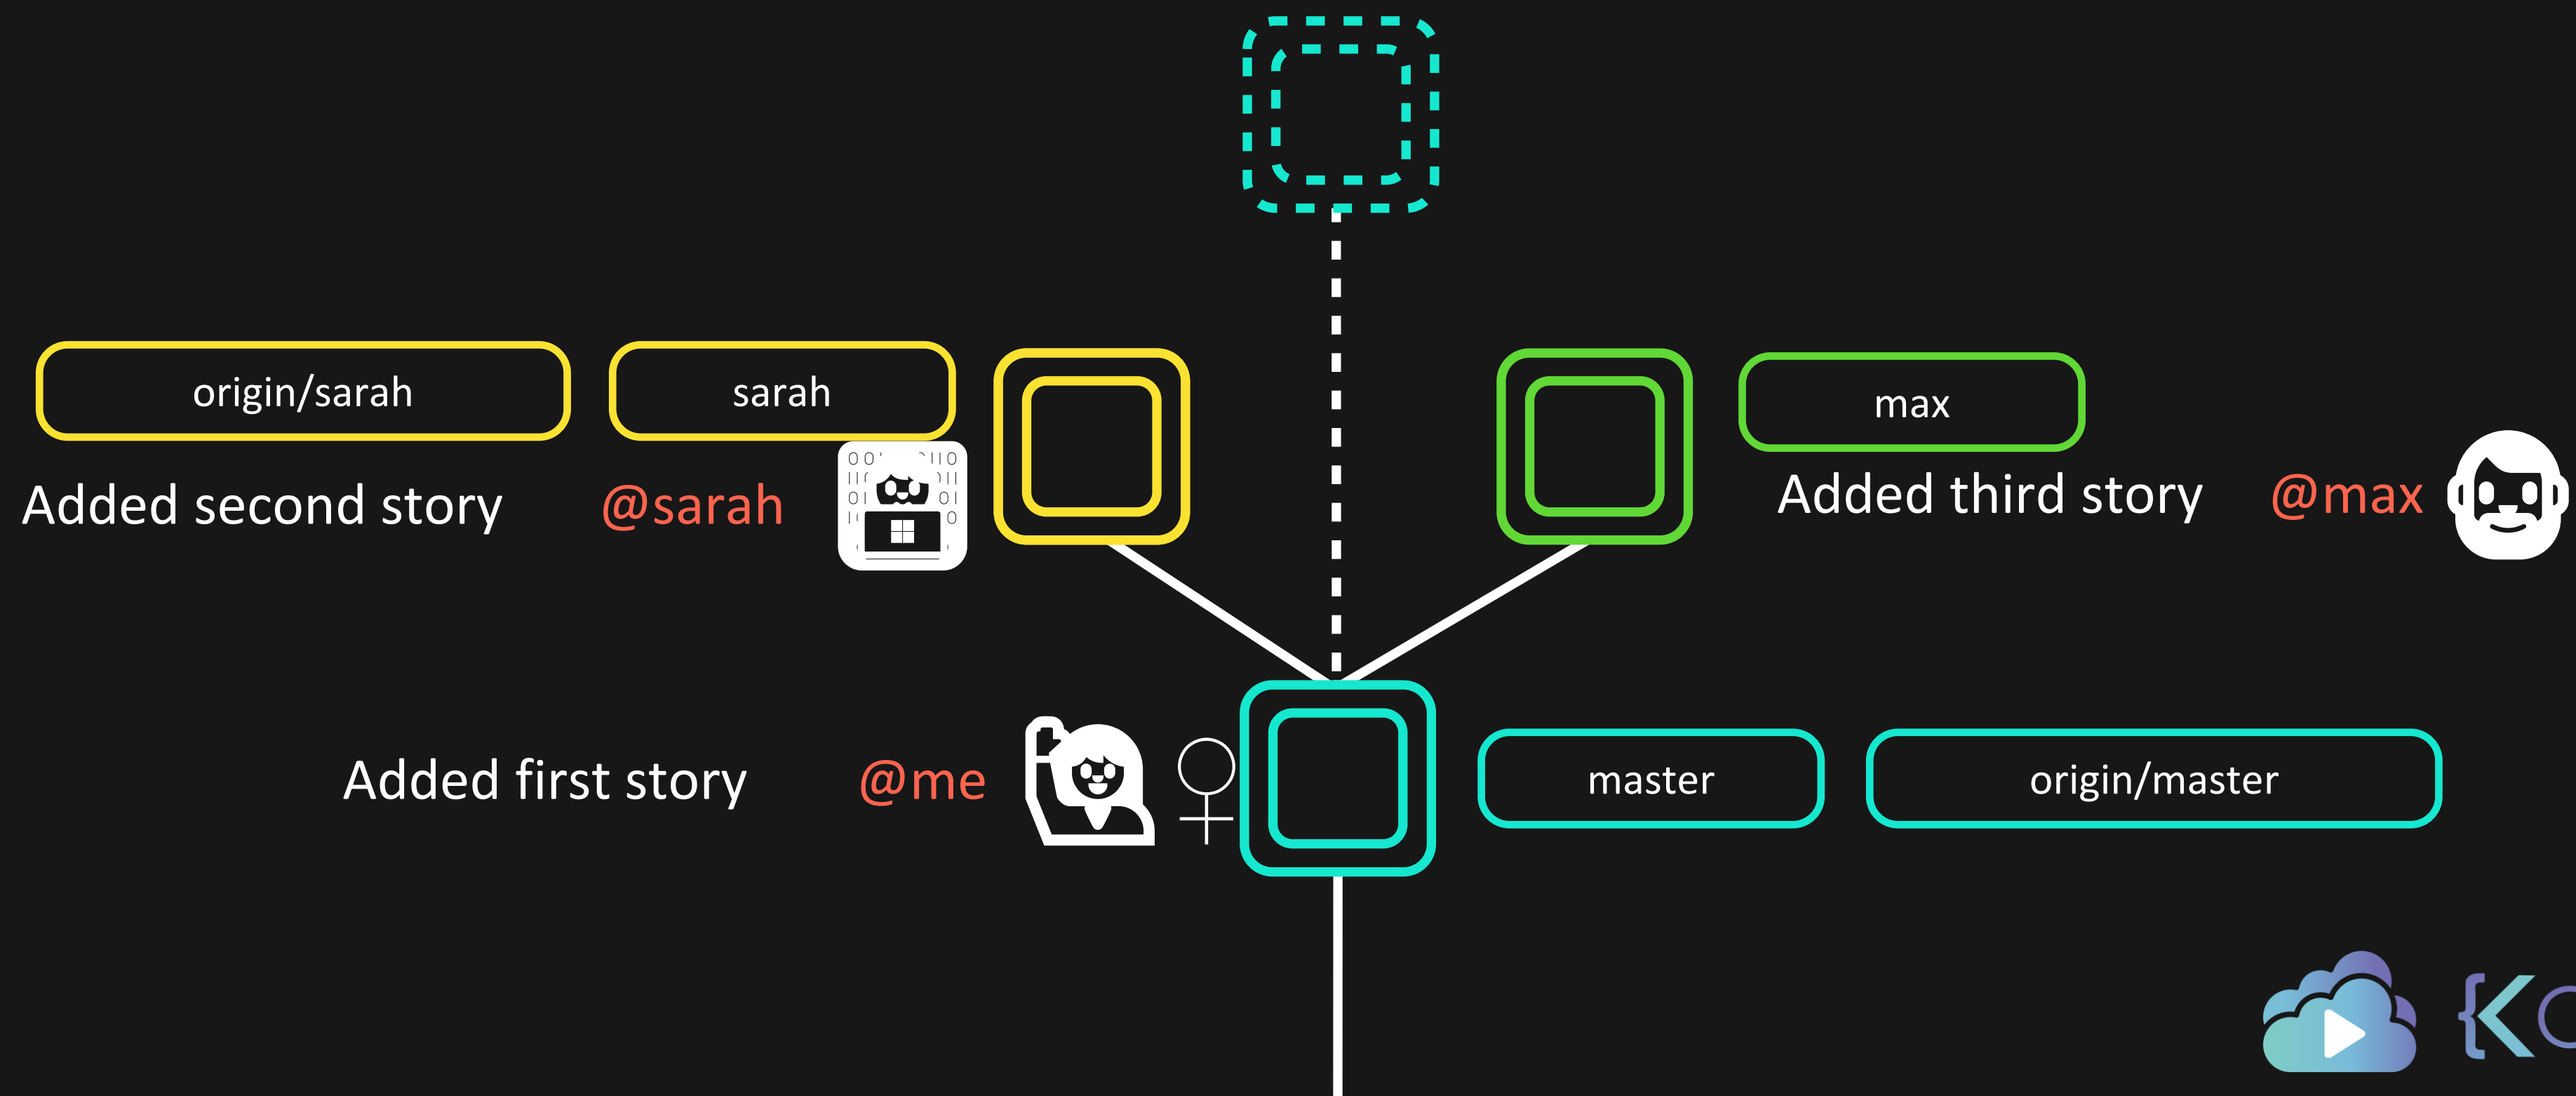 origin/sarah
sarah
max
Added second story @sarah
Added third story @max
Added first story @me
master
origin/master
{K